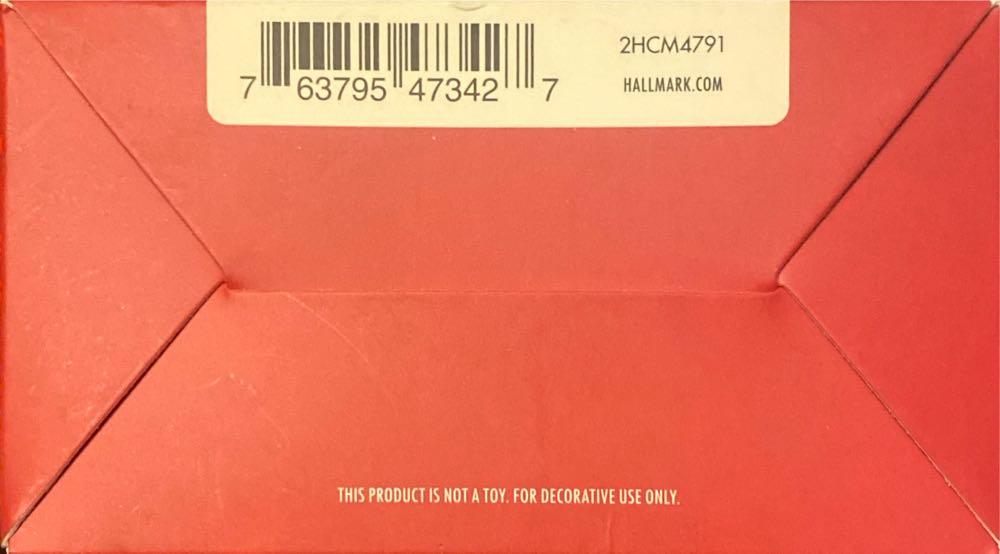 2HCM4791
HALLMARK.COM
7 63795 47342 7
THIS PRODUCT IS NOT A TOY. FOR DECORATIVE USE ONLY.